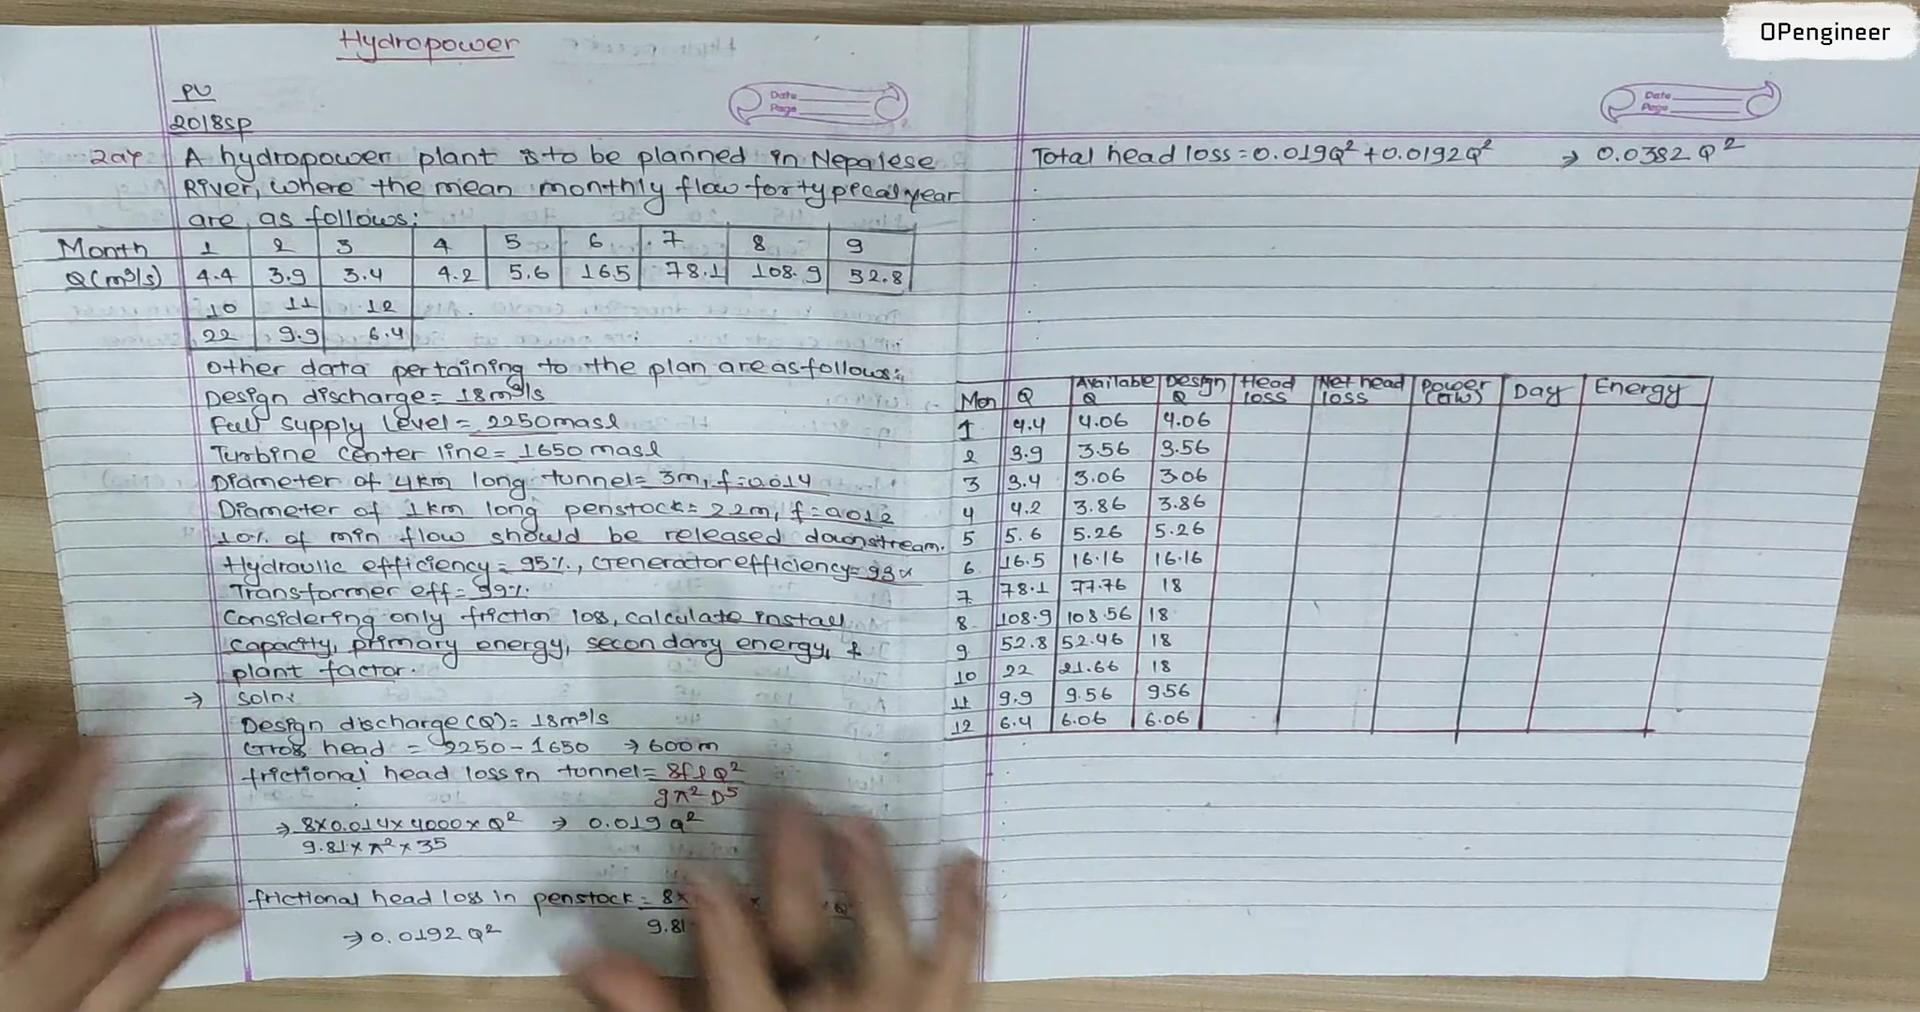 OPengineer
Hydropower
PU
2018SP
Date
Page
2a7 A hydropower plant is to be planned in Nepalese
River, where the mean monthly flow for typical year
are as follows:
Month 1 2 3 4 5 6 7 8 9
Q(m³/s) 4.4 3.9 3.4 4.2 5.6 16.5 78.1 108.9 52.8
10 11 12
22 9.9 6.4
Other data pertaining to the plan are as follows:
Design discharge = 18m³/s
Full supply level = 2250masl
Turbine center line = 1650masl
Diameter of 4km long tunnel = 3m, f=0.014
Diameter of 1km long penstock = 2.2m, f=0.012
10% of min flow should be released downstream.
Hydraulic efficiency = 95%, Generator efficiency = 98%
Transformer eff = 99%.
Considering only friction loss, calculate install
capacity, primary energy, secondary energy, &
plant factor.
→ Soln:
Design discharge (Q) = 18m³/s
Gross head = 2250-1650 → 600m
frictional head loss in tunnel = 8flQ²
gπ²D⁵
⇒ 8×0.014×4000×Q² ⇒ 0.019Q²
9.81×π²×3⁵
frictional head loss in penstock = 8×
9.81
⇒ 0.0192Q²
Date
Page
Total head loss = 0.019Q²+0.0192Q² ⇒ 0.0382Q²
Mon Q Available Q Design Q Head loss Net head loss Power (GW) Day Energy
1 4.4 4.06 4.06
2 3.9 3.56 3.56
3 3.4 3.06 3.06
4 4.2 3.86 3.86
5 5.6 5.26 5.26
6 16.5 16.16 16.16
7 78.1 77.76 18
8 108.9 108.56 18
9 52.8 52.46 18
10 22 21.66 18
11 9.9 9.56 9.56
12 6.4 6.06 6.06